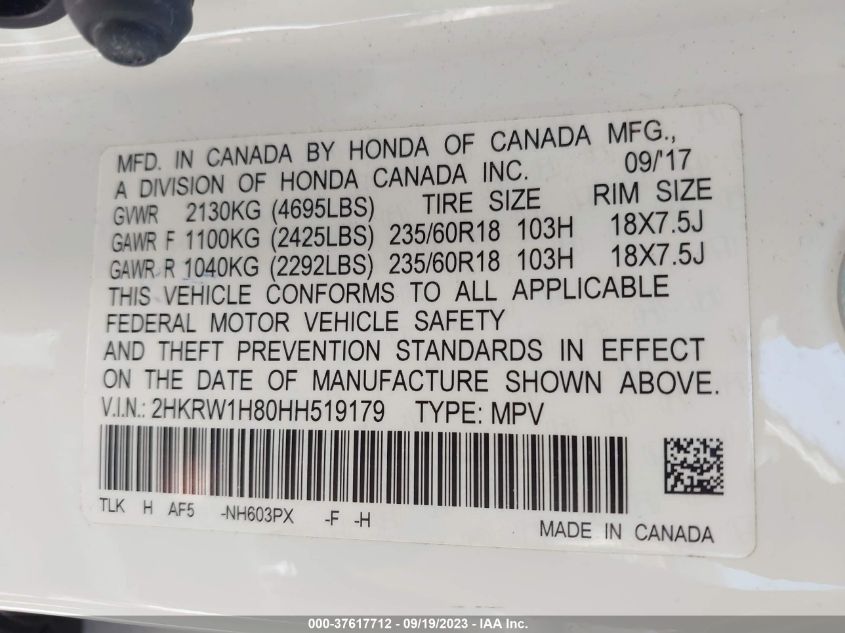 MFD. IN CANADA BY HONDA OF CANADA MFG.,
A DIVISION OF HONDA CANADA INC. 09/'17
GVWR 2130KG (4695LBS) TIRE SIZE RIM SIZE
GAWR F 1100KG (2425LBS) 235/60R18 103H 18X7.5J
GAWR R 1040KG (2292LBS) 235/60R18 103H 18X7.5J
THIS VEHICLE CONFORMS TO ALL APPLICABLE
FEDERAL MOTOR VEHICLE SAFETY
AND THEFT PREVENTION STANDARDS IN EFFECT
ON THE DATE OF MANUFACTURE SHOWN ABOVE.
V.I.N.: 2HKRW1H80HH519179 TYPE: MPV
TLK H AF5 -NH603PX -F -H
MADE IN CANADA
000-37617712 - 09/19/2023 - IAA Inc.